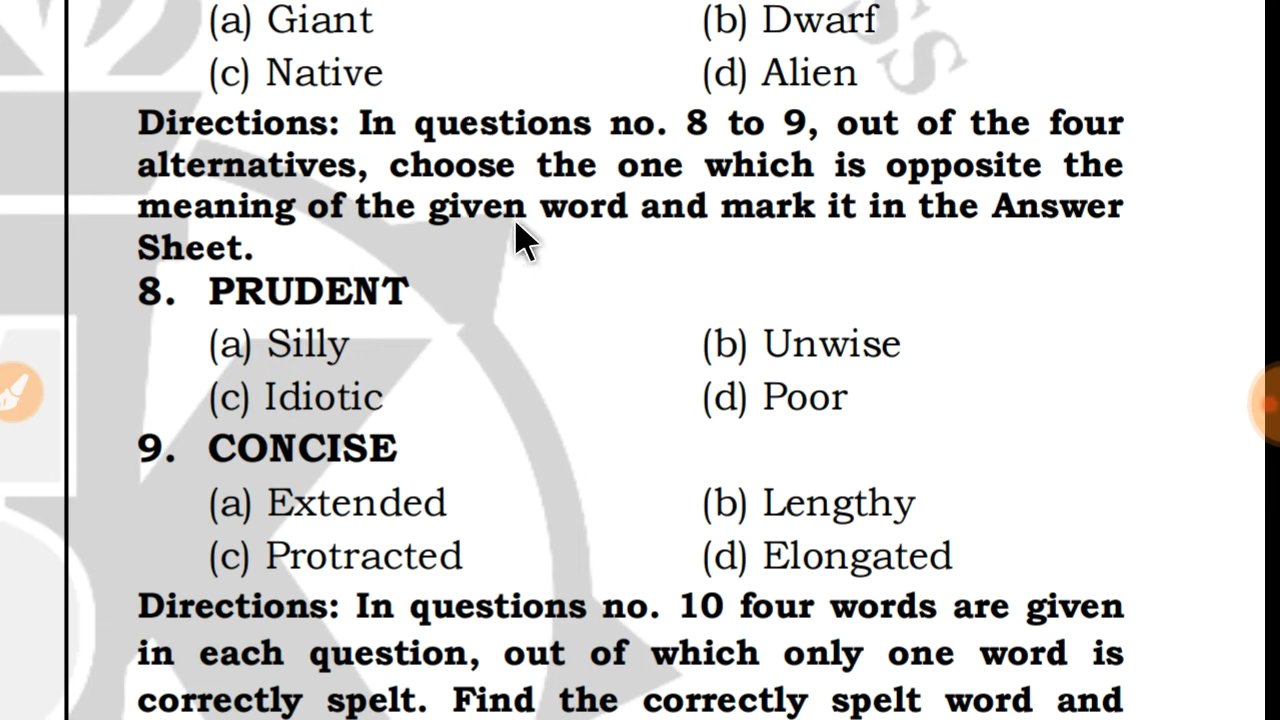 (a) Giant (b) Dwarf
(c) Native (d) Alien
Directions: In questions no. 8 to 9, out of the four
alternatives, choose the one which is opposite the
meaning of the given word and mark it in the Answer
Sheet.
8. PRUDENT
(a) Silly (b) Unwise
(c) Idiotic (d) Poor
9. CONCISE
(a) Extended (b) Lengthy
(c) Protracted (d) Elongated
Directions: In questions no. 10 four words are given
in each question, out of which only one word is
correctly spelt. Find the correctly spelt word and